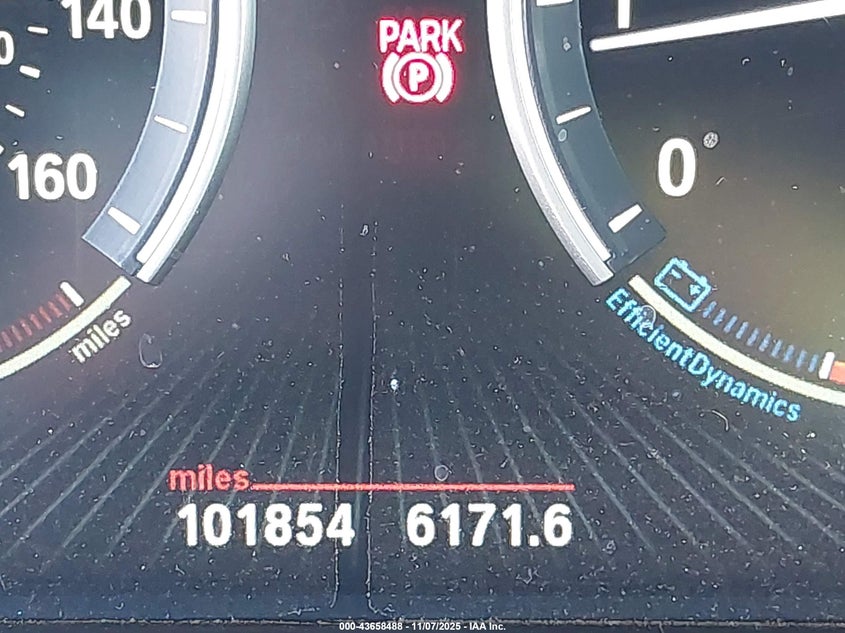 140
PARK
P
160
0
miles
EfficientDynamics
miles
101854 6171.6
000-43658488 - 11/07/2025 - IAA Inc.